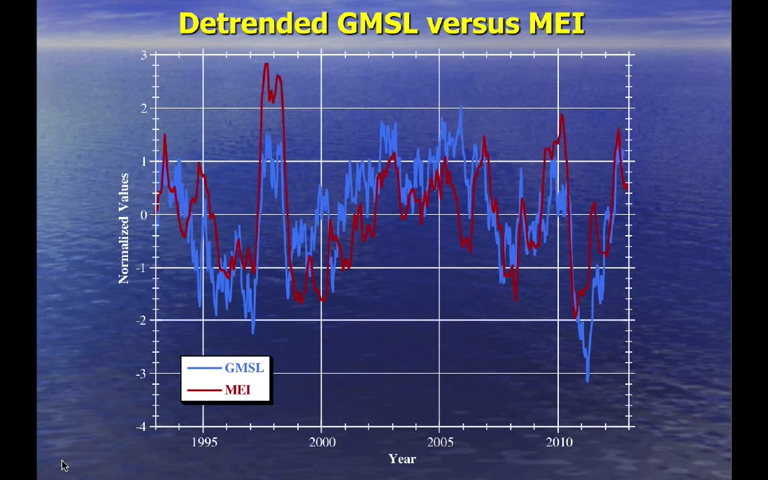 Detrended GMSL versus MEI
3
2
1
0
-1
-2
-3
-4
Normalized Values
GMSL
MEI
1995 2000 2005 2010
Year